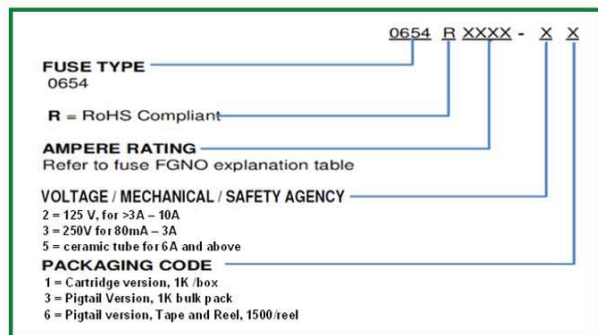 0654 R XXXX - X X
FUSE TYPE
0654
R = RoHS Compliant
AMPERE RATING
Refer to fuse FGNO explanation table
VOLTAGE / MECHANICAL / SAFETY AGENCY
2 = 125 V, for >3A – 10A
3 = 250V for 80mA – 3A
5 = ceramic tube for 6A and above
PACKAGING CODE
1 = Cartridge version, 1K /box
3 = Pigtail Version, 1K bulk pack
6 = Pigtail version, Tape and Reel, 1500/reel